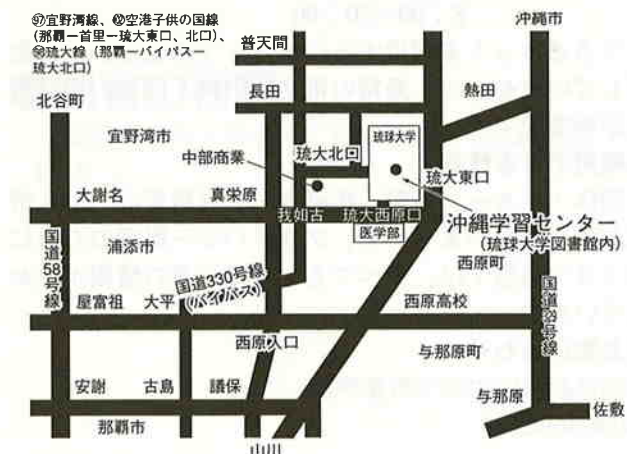 �97宜野湾線、�92空港子供の国線
(那覇ー首里ー琉大東口、北口)、
�98琉大線(那覇ーバイパスー
琉大北口)
沖縄市
普天間
北谷町
長田
熱田
宜野湾市
琉球大学
琉大北口
中部商業
琉大東口
大謝名
真栄原
我如古
琉大西原口
沖縄学習センター
(琉球大学図書館内)
医学部
国道58号線
浦添市
西原町
国道330号線
(バイパス)
国道329号線
屋富祖
大平
西原高校
西原入口
与那原町
安謝
古島
議保
与那原
佐敷
那覇市
山川